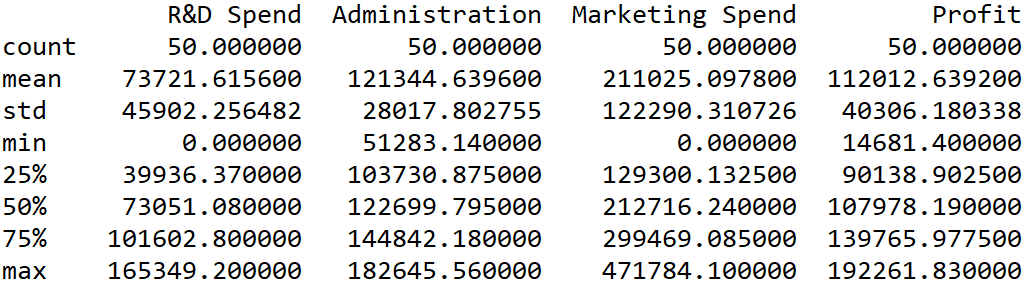 R&D Spend Administration Marketing Spend Profit
count 50.000000 50.000000 50.000000 50.000000
mean 73721.615600 121344.639600 211025.097800 112012.639200
std 45902.256482 28017.802755 122290.310726 40306.180338
min 0.000000 51283.140000 0.000000 14681.400000
25% 39936.370000 103730.875000 129300.132500 90138.902500
50% 73051.080000 122699.795000 212716.240000 107978.190000
75% 101602.800000 144842.180000 299469.085000 139765.977500
max 165349.200000 182645.560000 471784.100000 192261.830000